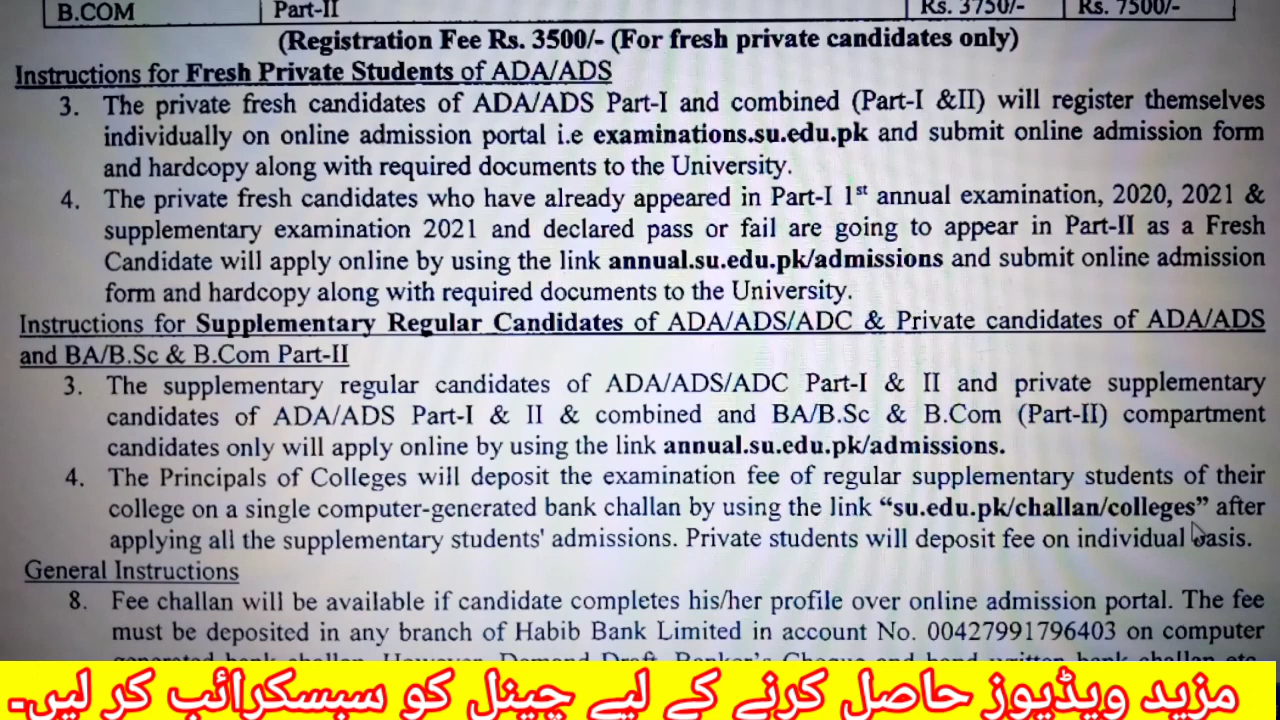 B.COM Part-II Rs. 3750/- Rs. 7500/-
(Registration Fee Rs. 3500/- (For fresh private candidates only)
Instructions for Fresh Private Students of ADA/ADS
3. The private fresh candidates of ADA/ADS Part-I and combined (Part-I &II) will register themselves
individually on online admission portal i.e examinations.su.edu.pk and submit online admission form
and hardcopy along with required documents to the University.
4. The private fresh candidates who have already appeared in Part-I 1st annual examination, 2020, 2021 &
supplementary examination 2021 and declared pass or fail are going to appear in Part-II as a Fresh
Candidate will apply online by using the link annual.su.edu.pk/admissions and submit online admission
form and hardcopy along with required documents to the University.
Instructions for Supplementary Regular Candidates of ADA/ADS/ADC & Private candidates of ADA/ADS
and BA/B.Sc & B.Com Part-II
3. The supplementary regular candidates of ADA/ADS/ADC Part-I & II and private supplementary
candidates of ADA/ADS Part-I & II & combined and BA/B.Sc & B.Com (Part-II) compartment
candidates only will apply online by using the link annual.su.edu.pk/admissions.
4. The Principals of Colleges will deposit the examination fee of regular supplementary students of their
college on a single computer-generated bank challan by using the link “su.edu.pk/challan/colleges” after
applying all the supplementary students' admissions. Private students will deposit fee on individual basis.
General Instructions
8. Fee challan will be available if candidate completes his/her profile over online admission portal. The fee
must be deposited in any branch of Habib Bank Limited in account No. 00427991796403 on computer
generated bank challan. However, Demand Draft, Banker's Cheque and hand written bank challan etc
مزید ویڈیوز حاصل کرنے کے لیے چینل کو سبسکرائب کر لیں۔